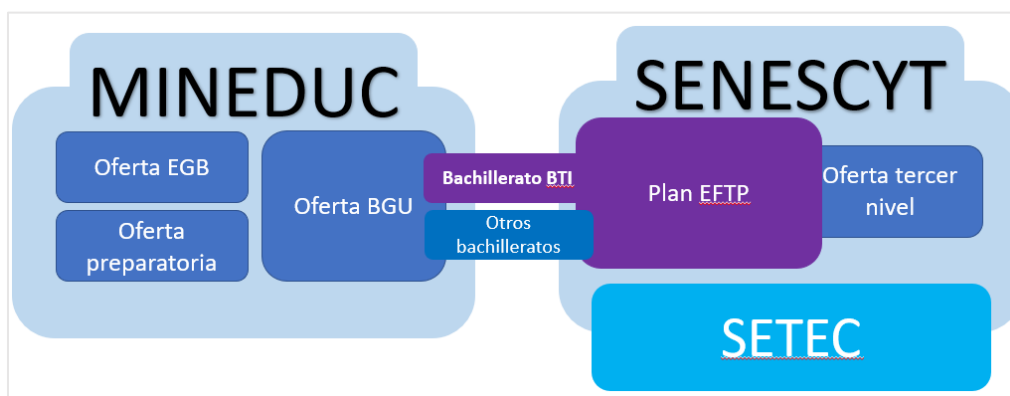 MINEDUC
SENESCYT
Oferta EGB
Oferta
preparatoria
Oferta BGU
Bachillerato BTI
Otros
bachilleratos
Plan EFTP
Oferta tercer
nivel
SETEC